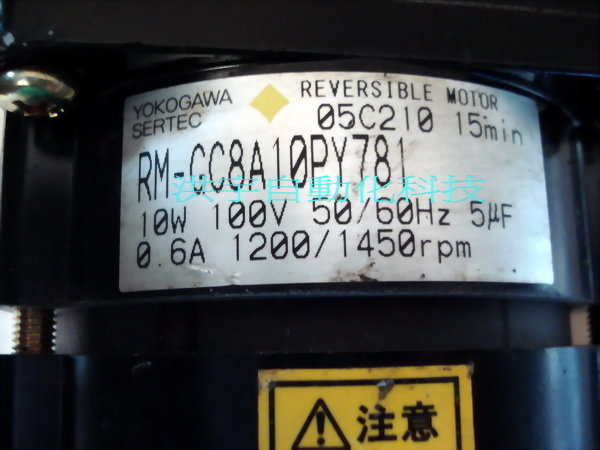 YOKOGAWA
SERTEC
REVERSIBLE MOTOR
05C210 15min
RM-CC8A10PY781
洪宇自動化科技
10W 100V 50/60Hz 5μF
0.6A 1200/1450rpm
注意